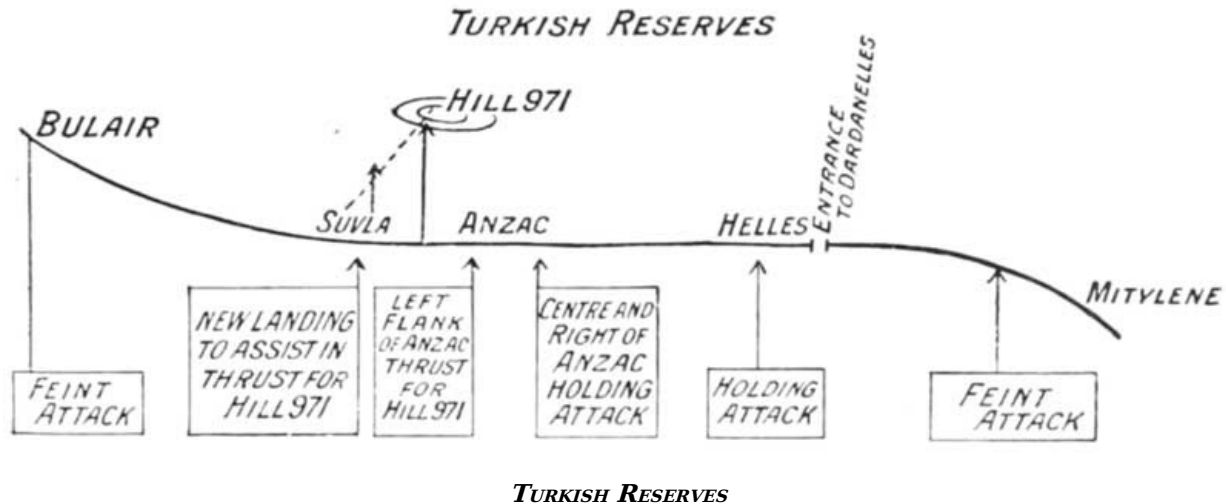 TURKISH RESERVES
HILL 971
BULAIR
ENTRANCE
TO DARDANELLES
SUVLA
ANZAC
HELLES
MITYLENE
FEINT
ATTACK
NEW LANDING
TO ASSIST IN
THRUST FOR
HILL 971
LEFT
FLANK
OF ANZAC
THRUST
FOR
HILL 971
CENTRE AND
RIGHT OF
ANZAC
HOLDING
ATTACK
HOLDING
ATTACK
FEINT
ATTACK
TURKISH RESERVES